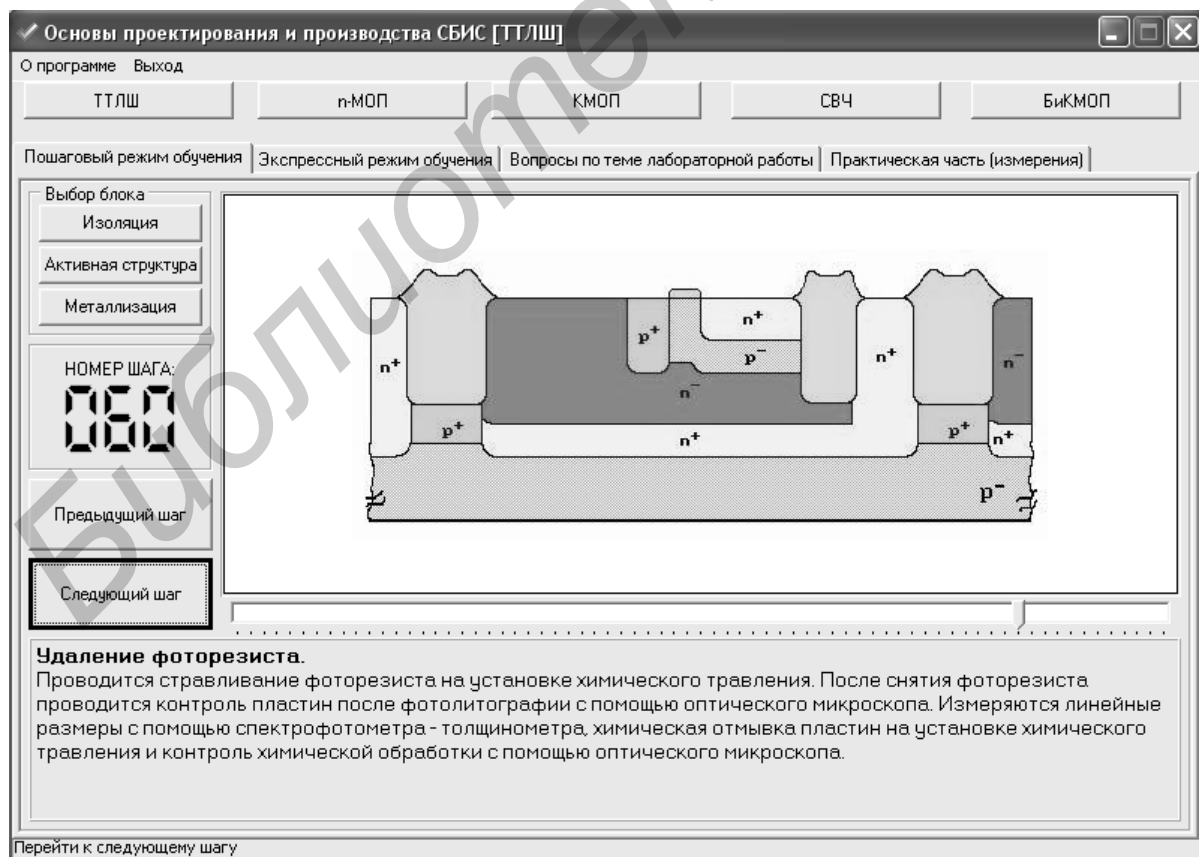 Основы проектирования и производства СБИС [ТТЛШ]
О программе Выход
ТТЛШ n-МОП КМОП СВЧ БиКМОП
Пошаговый режим обучения Экспрессный режим обучения Вопросы по теме лабораторной работы Практическая часть (измерения)
Выбор блока
Изоляция
Активная структура
Металлизация
НОМЕР ШАГА:
060
Предыдущий шаг
Следующий шаг
n+
p+
n+
p-
n+
n-
n-
p+
n+
p+
n+
p-
Удаление фоторезиста.
Проводится стравливание фоторезиста на установке химического травления. После снятия фоторезиста
проводится контроль пластин после фотолитографии с помощью оптического микроскопа. Измеряются линейные
размеры с помощью спектрофотометра - толщинометра, химическая отмывка пластин на установке химического
травления и контроль химической обработки с помощью оптического микроскопа.
Перейти к следующему шагу